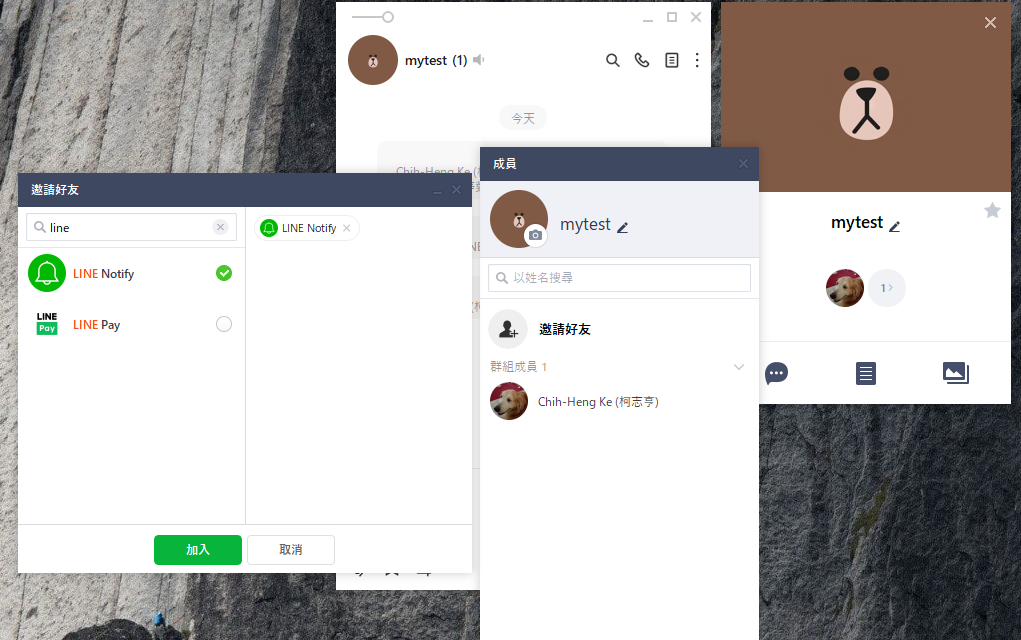 mytest (1)
今天
Chih-Heng Ke (
成員
mytest
以姓名搜尋
邀請好友
群組成員 1
Chih-Heng Ke (柯志亨)
邀請好友
line
LINE Notify
LINE Pay
LINE Notify
加入
取消
mytest
1